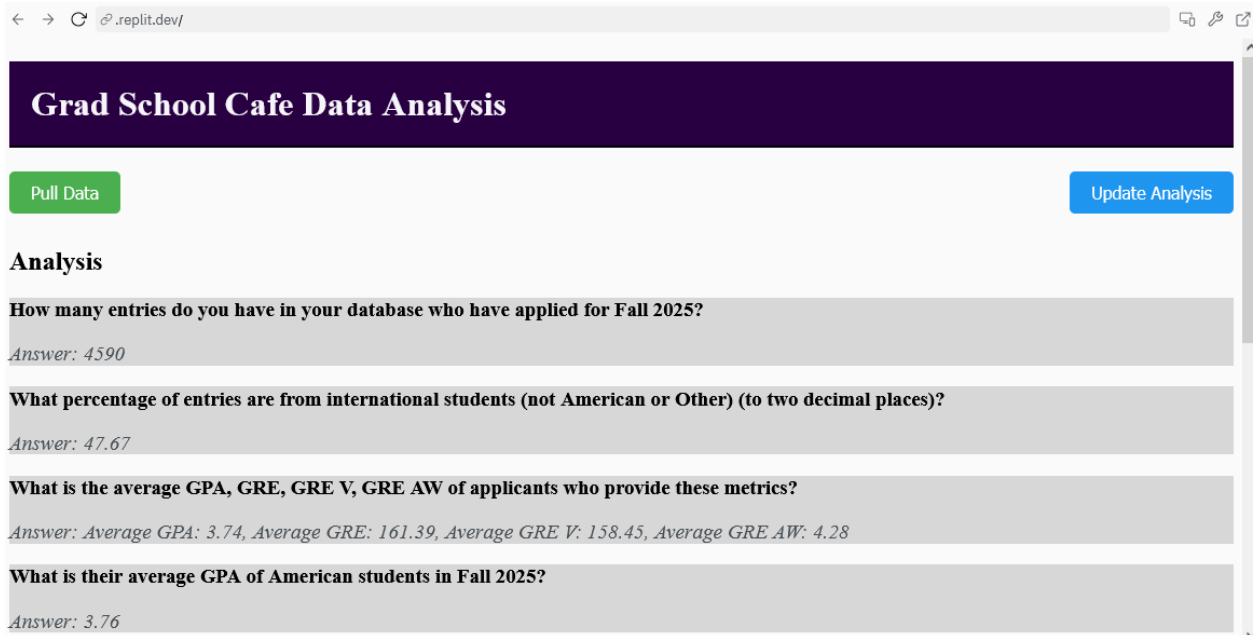 .replit.dev/
Grad School Cafe Data Analysis
Pull Data
Update Analysis
Analysis
How many entries do you have in your database who have applied for Fall 2025?
Answer: 4590
What percentage of entries are from international students (not American or Other) (to two decimal places)?
Answer: 47.67
What is the average GPA, GRE, GRE V, GRE AW of applicants who provide these metrics?
Answer: Average GPA: 3.74, Average GRE: 161.39, Average GRE V: 158.45, Average GRE AW: 4.28
What is their average GPA of American students in Fall 2025?
Answer: 3.76